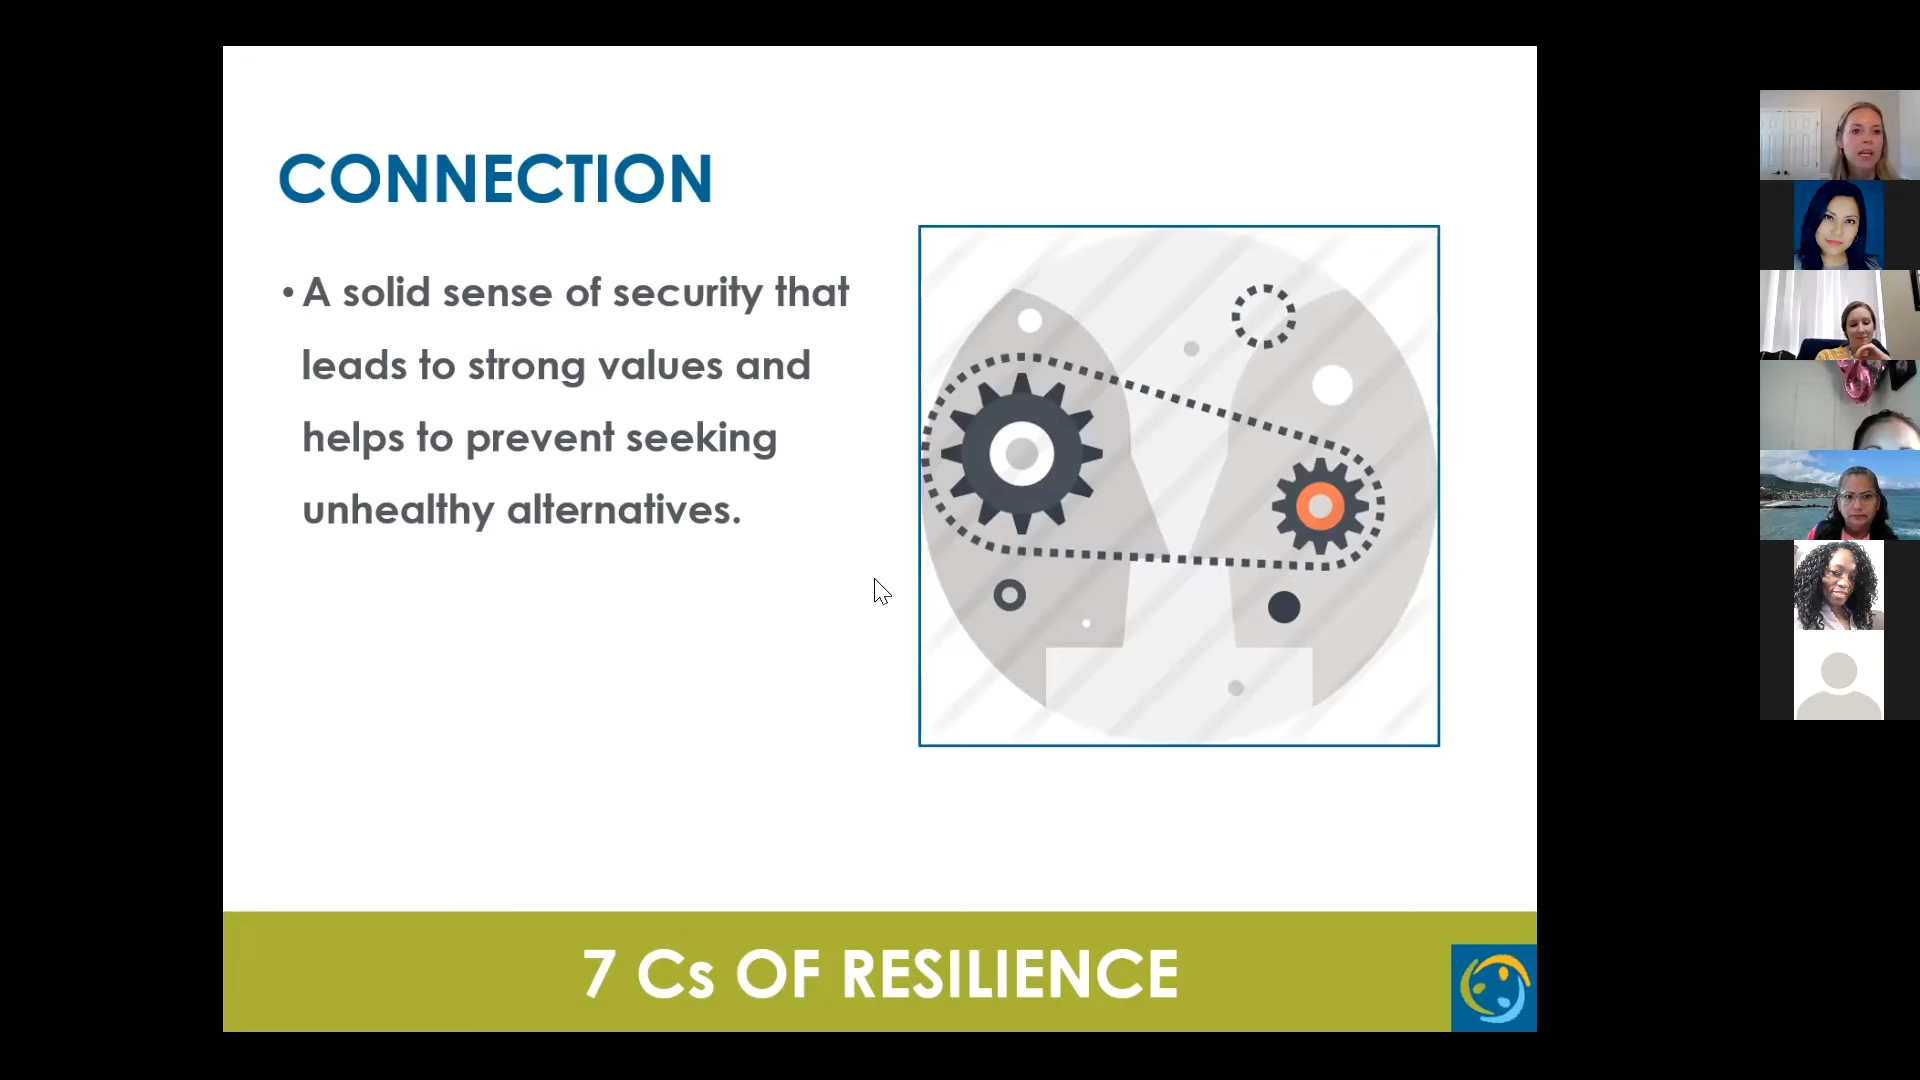 CONNECTION
• A solid sense of security that
leads to strong values and
helps to prevent seeking
unhealthy alternatives.
7 Cs OF RESILIENCE